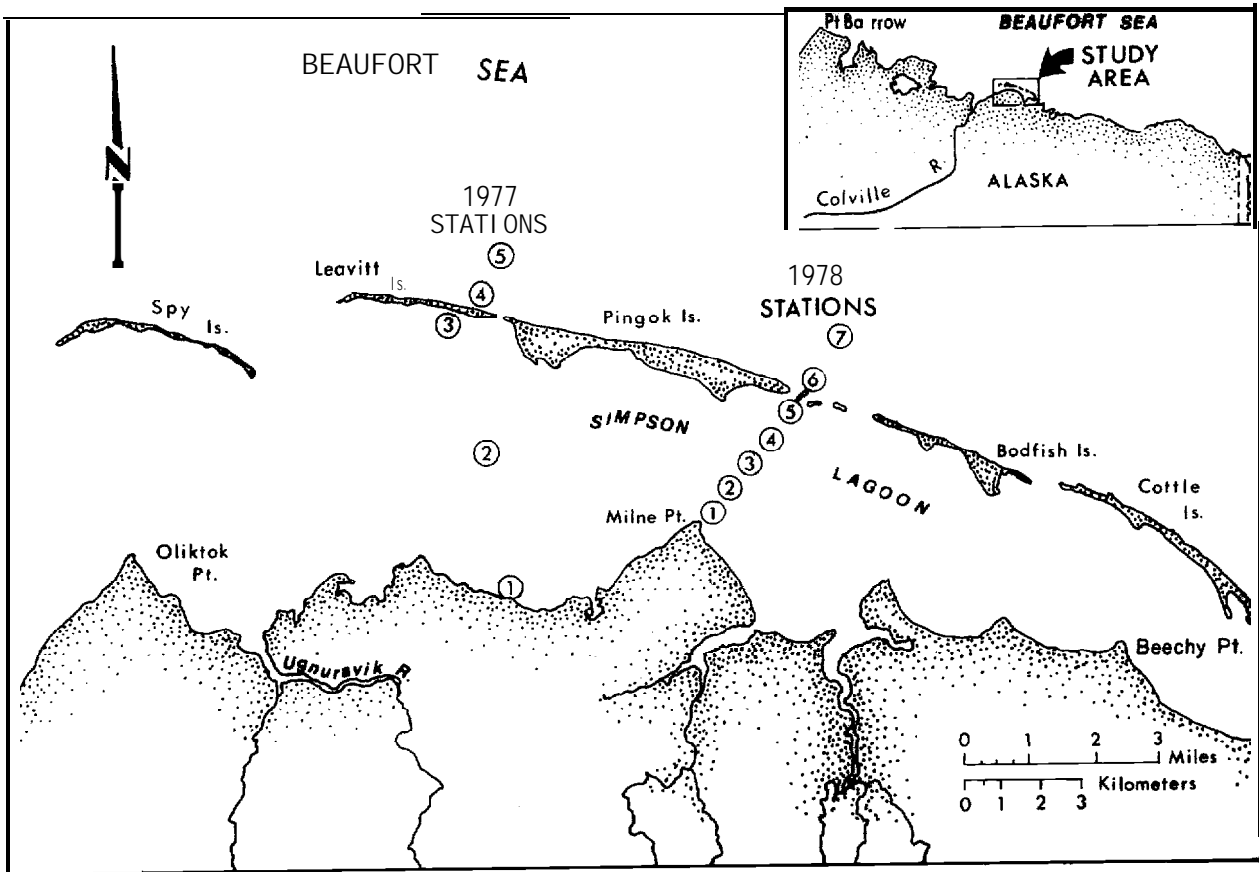 BEAUFORT SEA
N
1977
STATIONS
5
4
3
2
1
Leavitt
Is.
Spy
Is.
Pingok Is.
1978
STATIONS
7
6
5
4
3
2
1
SIMPSON
LAGOON
Bodfish Is.
Cottle
Is.
Milne Pt.
Oliktok
Pt.
Ugnuravik R
Beechy Pt.
0 1 2 3 Miles
Kilometers
0 1 2 3
Pt Ba rrow
BEAUFORT SEA
STUDY
AREA
ALASKA
Colville R.